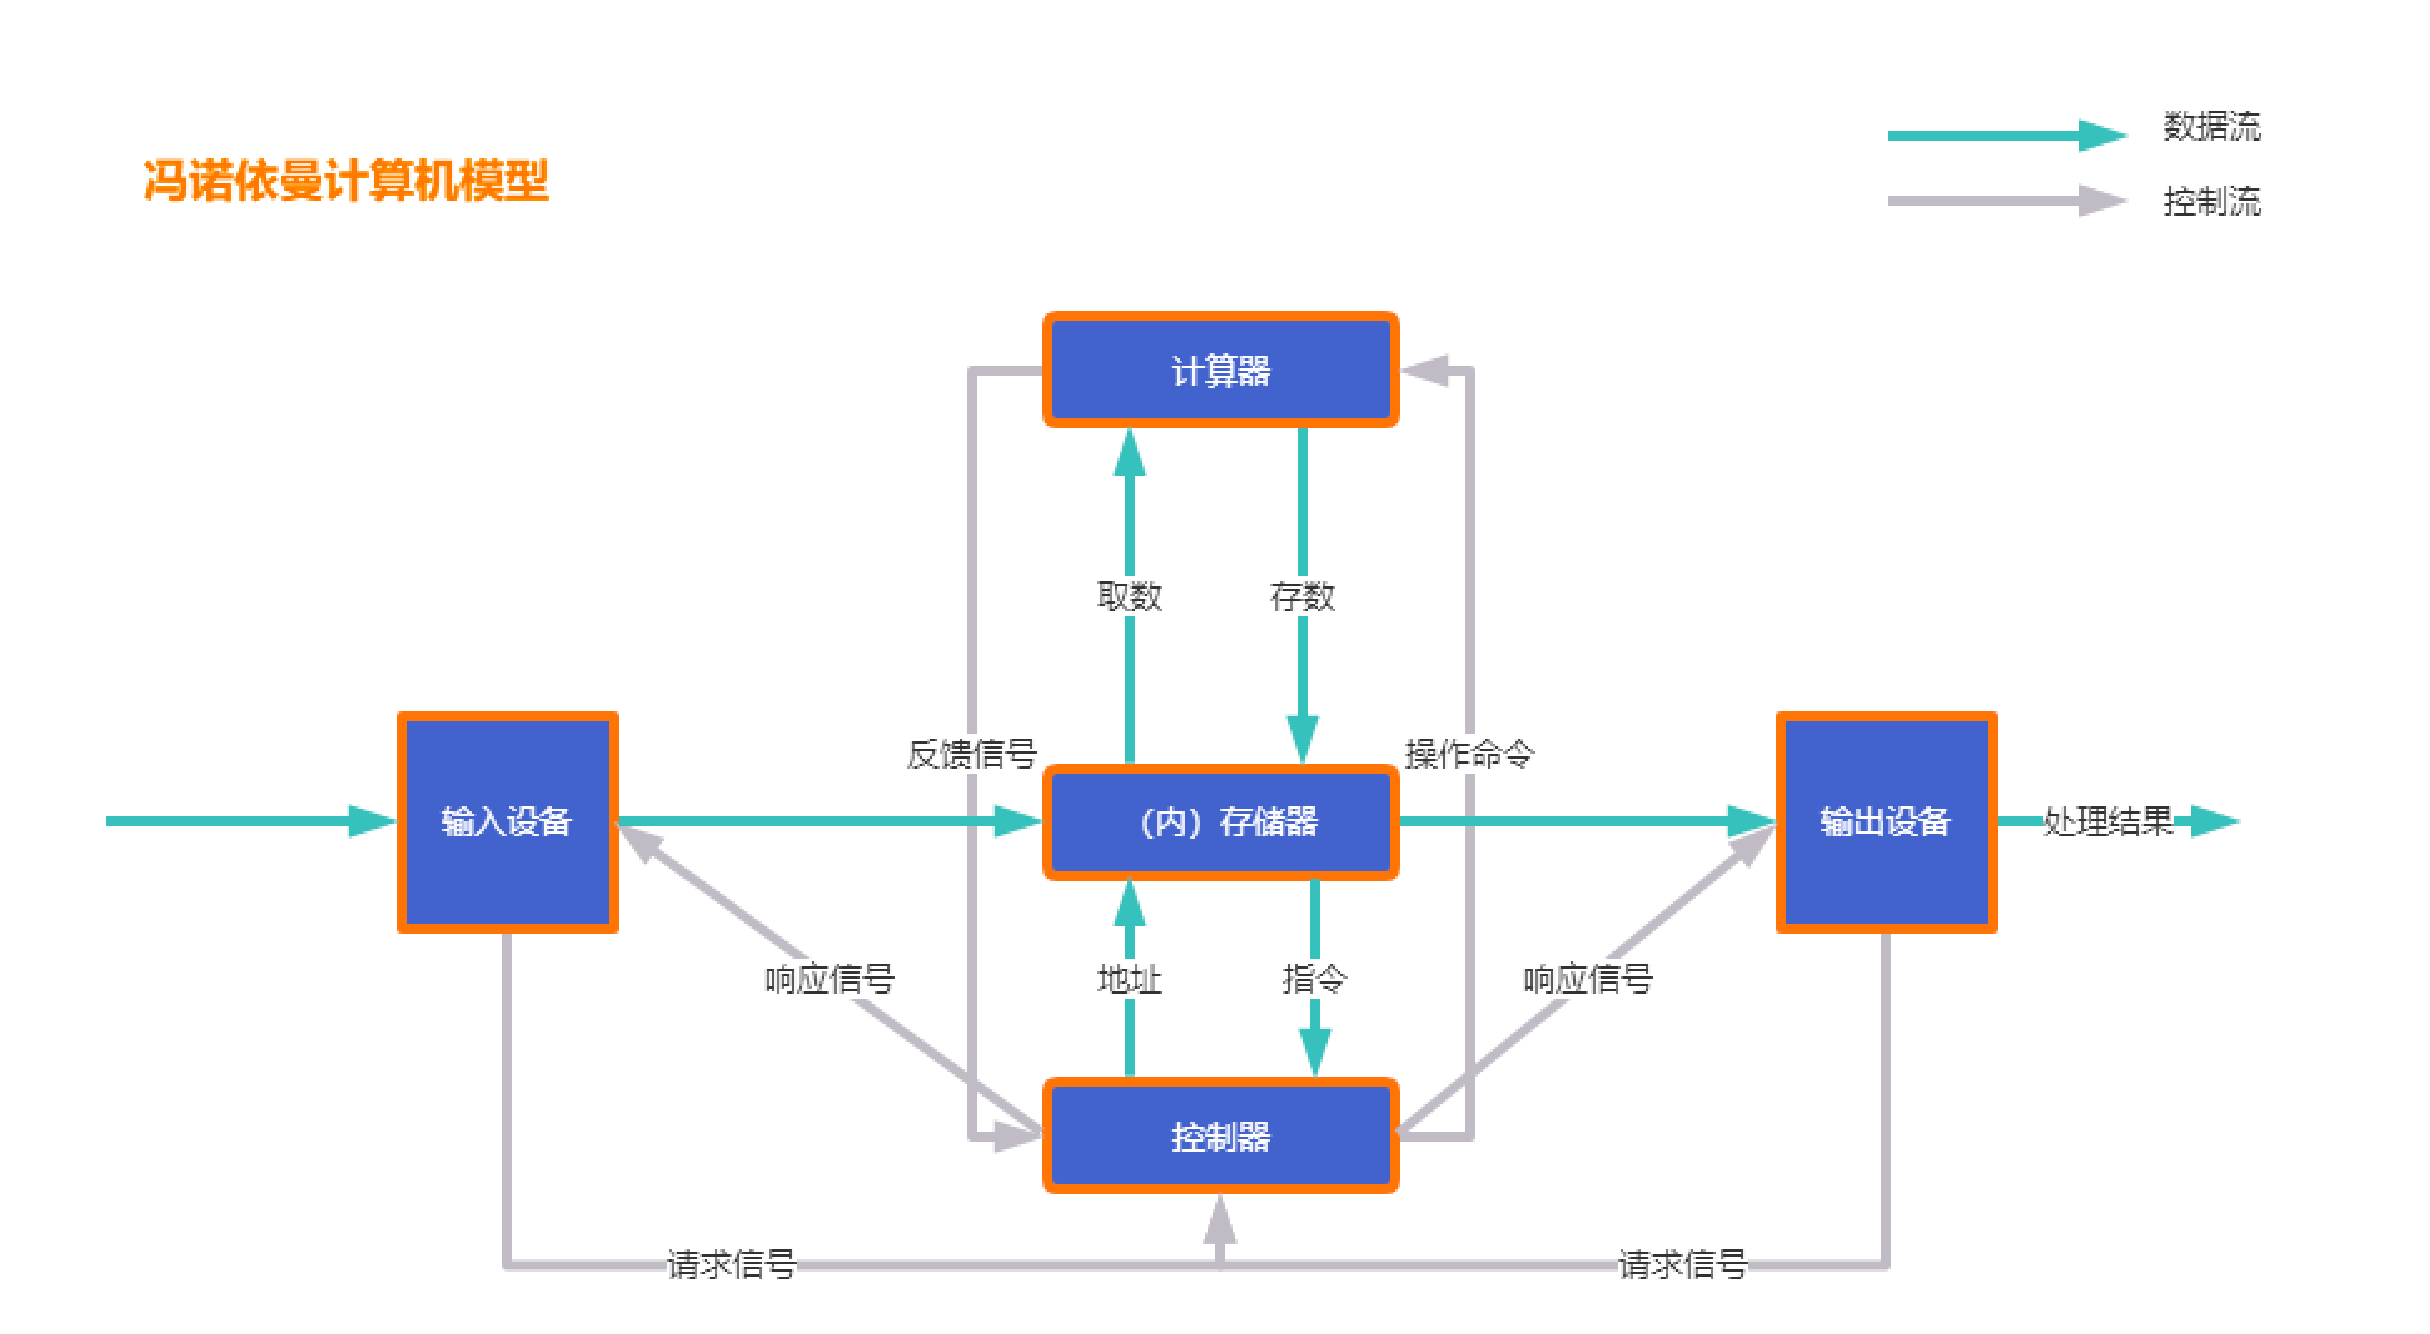 数据流
冯诺依曼计算机模型
控制流
计算器
取数
存数
反馈信号
操作命令
输入设备
（内）存储器
输出设备
处理结果
响应信号
地址
指令
响应信号
控制器
请求信号
请求信号